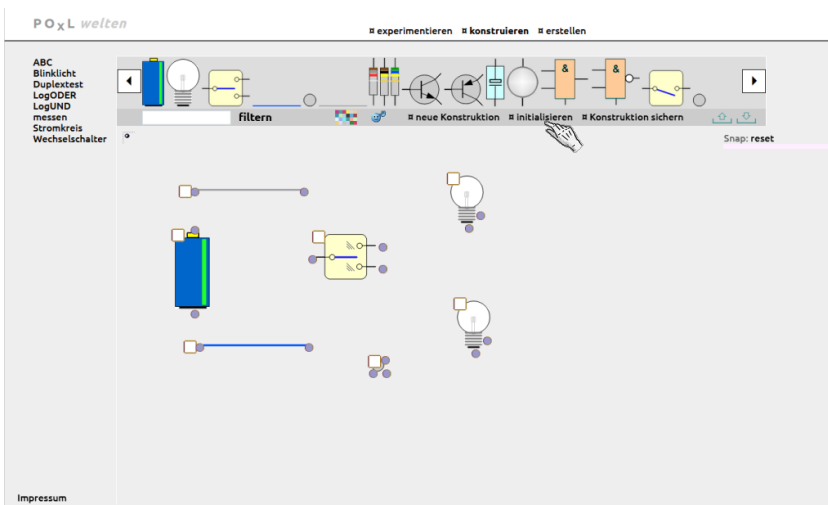 POXL welten
¤ experimentieren ¤ konstruieren ¤ erstellen
ABC
Blinklicht
Duplextest
LogODER
LogUND
messen
Stromkreis
Wechselschalter
& &
filtern
¤ neue Konstruktion ¤ initialisieren ¤ Konstruktion sichern
Snap: reset
Impressum